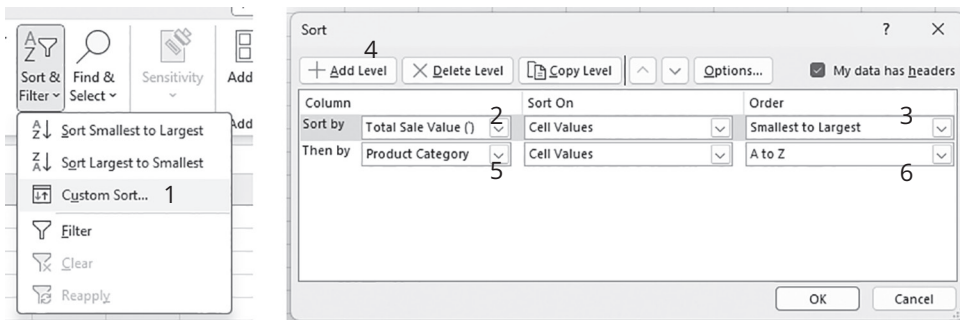 Sort &
Filter
Find &
Select
Sensitivity
Add
Add
Sort Smallest to Largest
Sort Largest to Smallest
Custom Sort... 1
Filter
Clear
Reapply
Sort ? ×
4
Add Level Delete Level Copy Level Options... My data has headers
Column Sort On Order
2 3
Sort by Total Sale Value (') Cell Values Smallest to Largest
Then by Product Category Cell Values A to Z
5 6
OK Cancel